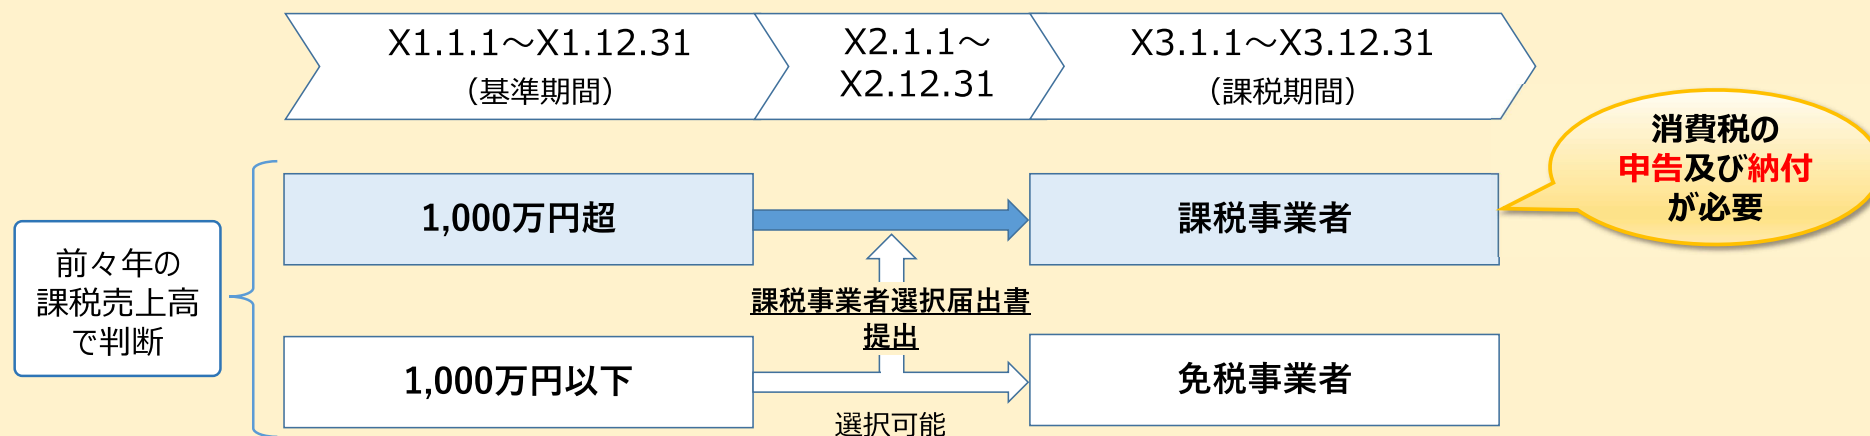 X1.1.1～X1.12.31
（基準期間）
X2.1.1～
X2.12.31
X3.1.1～X3.12.31
（課税期間）
消費税の
申告及び納付
が必要
前々年の
課税売上高
で判断
1,000万円超
課税事業者
課税事業者選択届出書
提出
1,000万円以下
免税事業者
選択可能